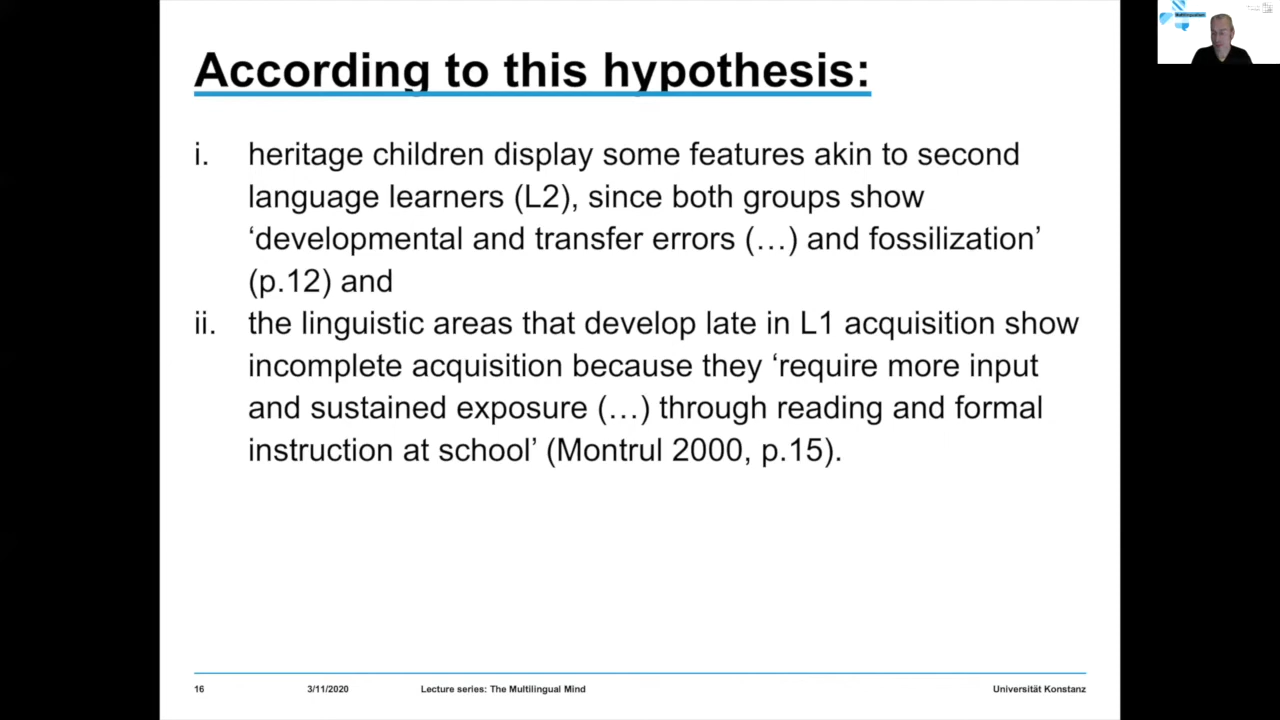 Multilingualism
According to this hypothesis:
i. heritage children display some features akin to second
language learners (L2), since both groups show
‘developmental and transfer errors (…) and fossilization’
(p.12) and
ii. the linguistic areas that develop late in L1 acquisition show
incomplete acquisition because they ‘require more input
and sustained exposure (…) through reading and formal
instruction at school’ (Montrul 2000, p.15).
16 3/11/2020 Lecture series: The Multilingual Mind Universität Konstanz